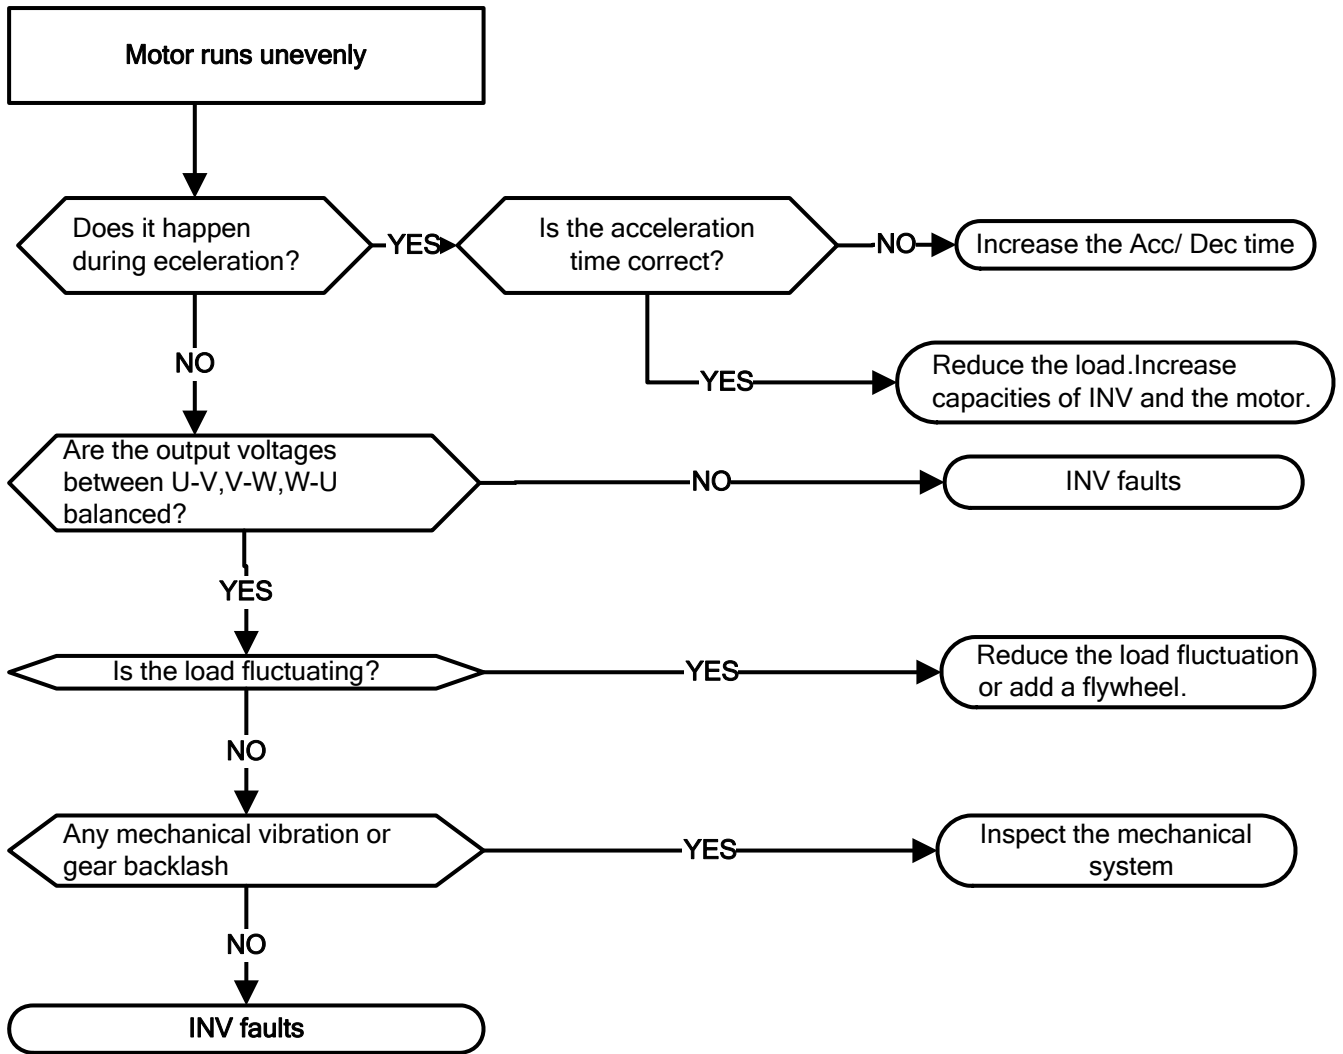 Motor runs unevenly
Does it happen
during eceleration?
YES
Is the acceleration
time correct?
NO
Increase the Acc/ Dec time
NO
YES
Reduce the load.Increase
capacities of INV and the motor.
Are the output voltages
between U-V,V-W,W-U
balanced?
NO
INV faults
YES
Is the load fluctuating?
YES
Reduce the load fluctuation
or add a flywheel.
NO
Any mechanical vibration or
gear backlash
YES
Inspect the mechanical
system
NO
INV faults